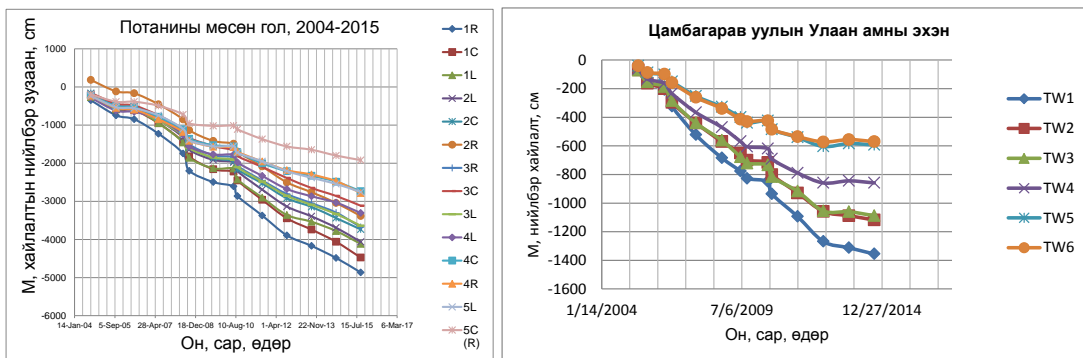 Потанины мөсөн гол, 2004-2015
М, хайлалтын нийлбэр зузаан, cm
1000
0
-1000
-2000
-3000
-4000
-5000
-6000
14-Jan-04
5-Sep-05
28-Apr-07
18-Dec-08
10-Aug-10
1-Apr-12
22-Nov-13
15-Jul-15
6-Mar-17
Он, сар, өдөр
1R
1C
1L
2L
2C
2R
3R
3C
3L
4L
4C
4R
5L
5C
(R)
Цамбагарав уулын Улаан амны эхэн
М, нийлбэр хайлалт, см
0
-200
-400
-600
-800
-1000
-1200
-1400
-1600
1/14/2004
7/6/2009
12/27/2014
Он, сар, өдөр
TW1
TW2
TW3
TW4
TW5
TW6